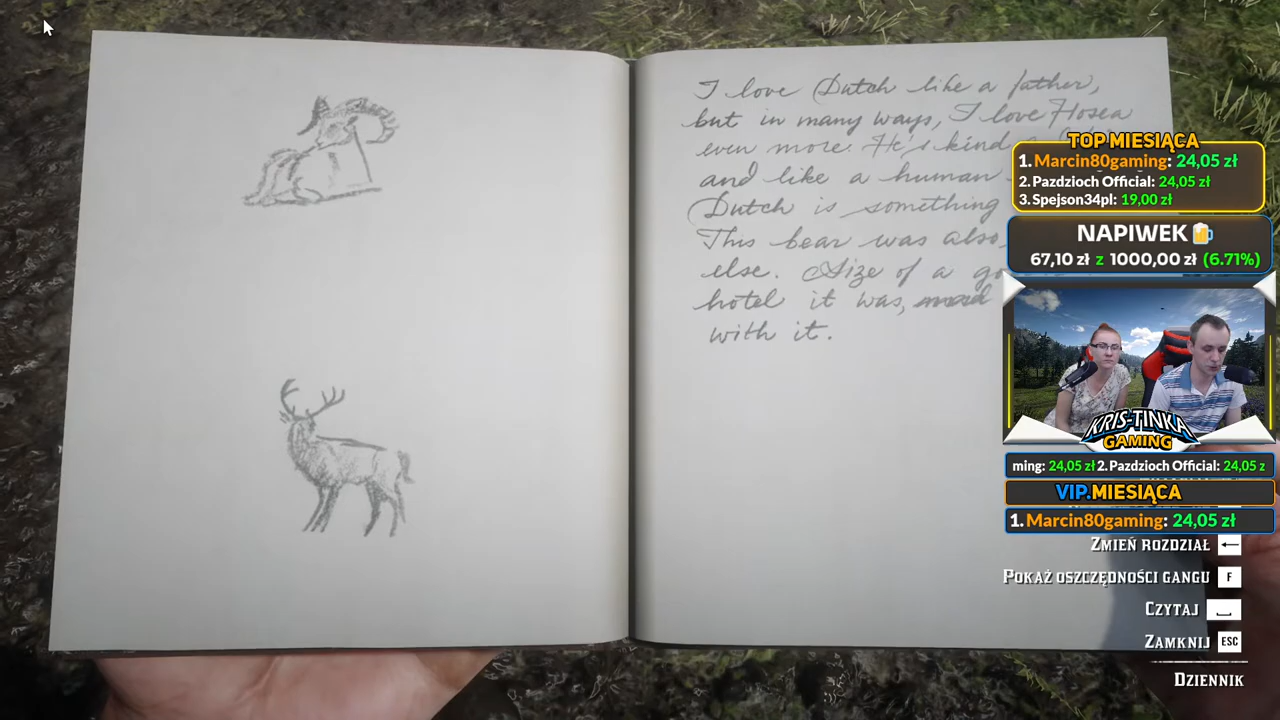 I love Dutch like a father,
but in many ways, I love Hosea
even more. He's kind
and like a human
Dutch is something
This bear was also
else. Size of a
hotel it was,
with it.
TOP MIESIĄCA
1. Marcin80gaming: 24,05 zł
2. Pazdzioch Official: 24,05 zł
3. Spejson34pl: 19,00 zł
NAPIWEK
67,10 zł z 1000,00 zł (6.71%)
KRIS-TINKA
GAMING
ming: 24,05 zł 2. Pazdzioch Official: 24,05 z
VIP.MIESIĄCA
1. Marcin80gaming: 24,05 zł
ZMIEŃ ROZDZIAŁ
POKAŻ OSZCZĘDNOŚCI GANGU F
CZYTAJ
ZAMKNIJ ESC
DZIENNIK